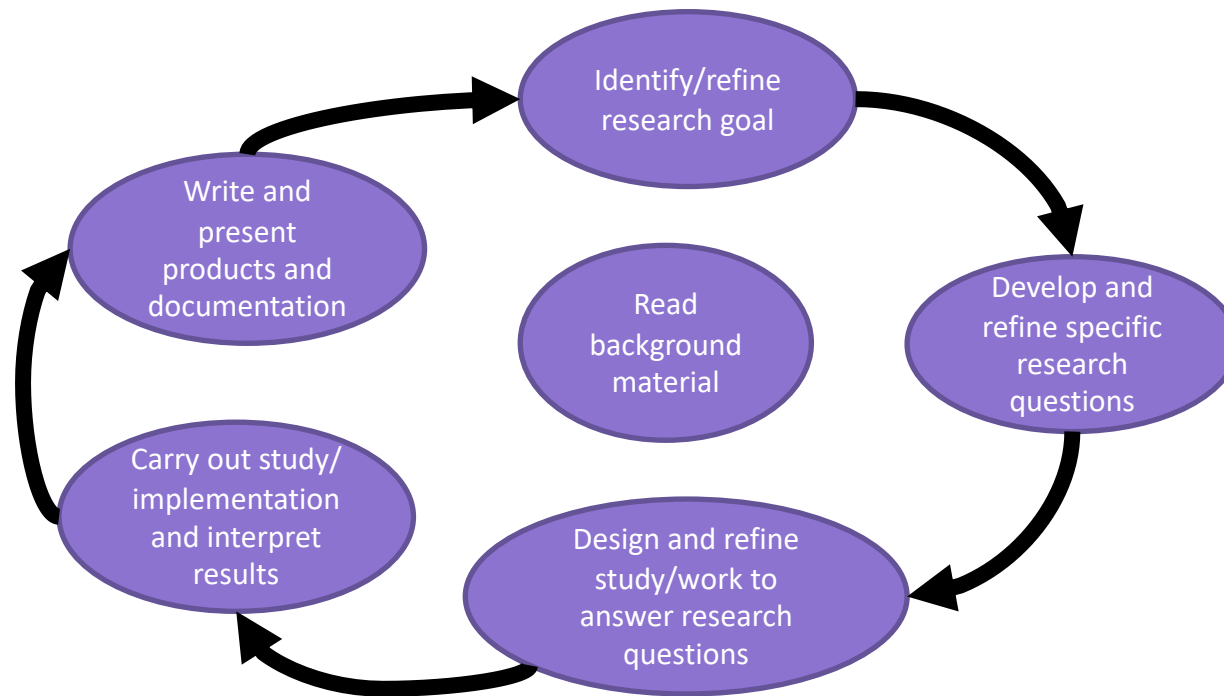 Identify/refine
research goal
Write and
present
products and
documentation
Read
background
material
Develop and
refine specific
research
questions
Carry out study/
implementation
and interpret
results
Design and refine
study/work to
answer research
questions